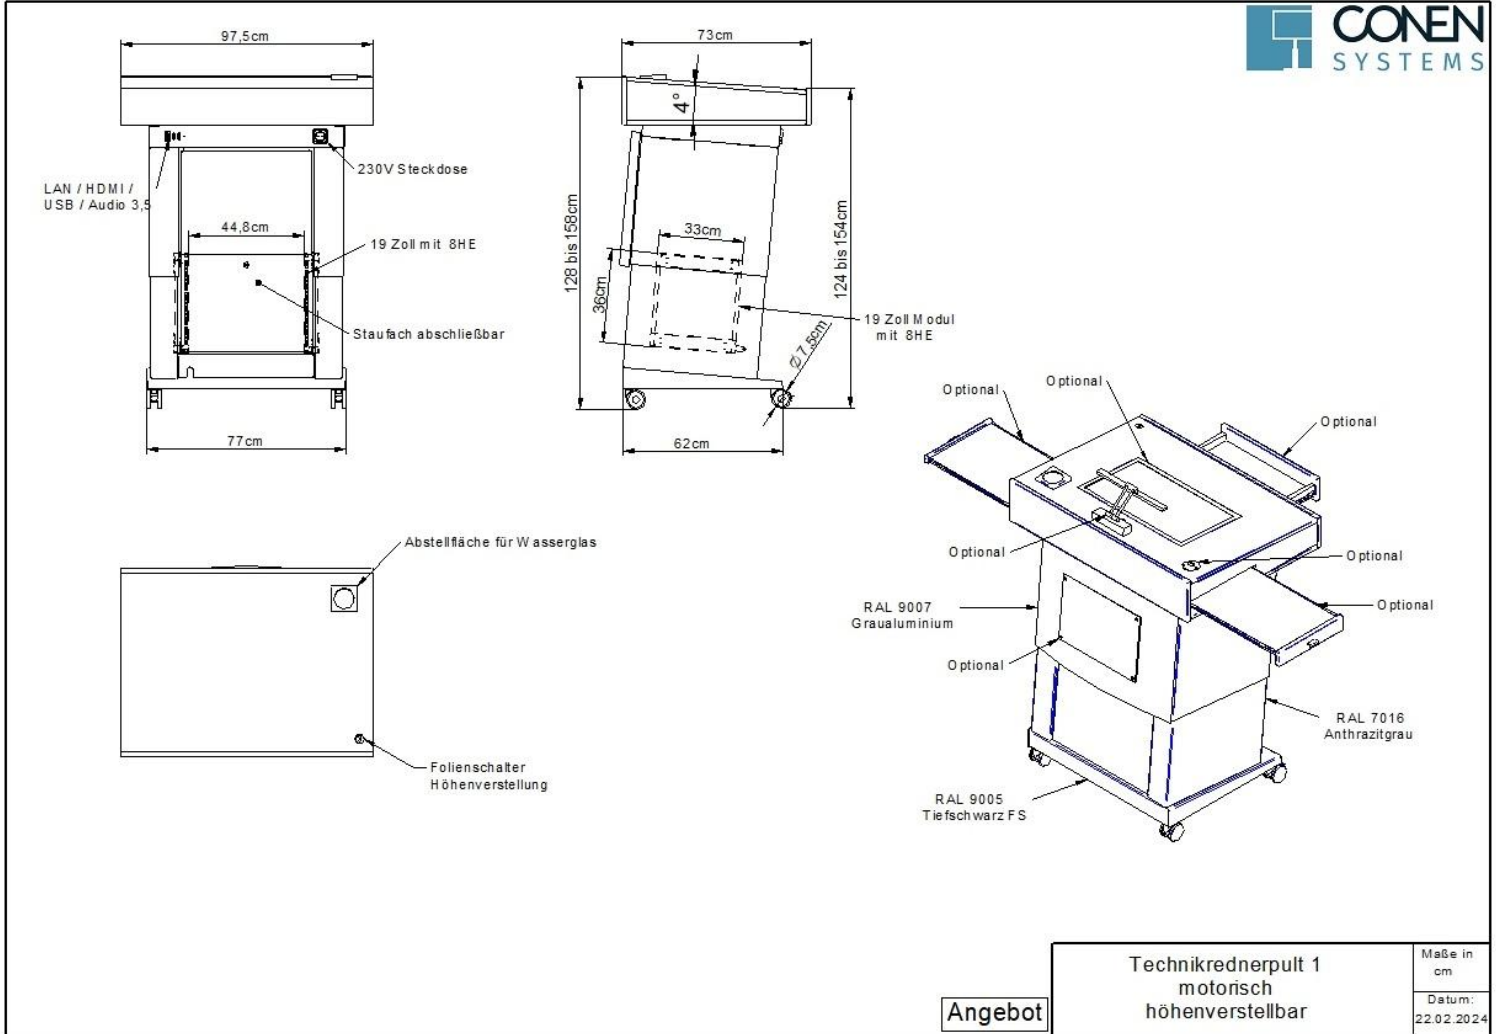 CONEN
SYSTEMS
97,5cm
73cm
4°
230V Steckdose
LAN / HDMI /
USB / Audio 3,5
44,8cm
19 Zoll mit 8HE
Staufach abschließbar
77cm
128 bis 158cm
33cm
36cm
124 bis 154cm
19 Zoll Modul
mit 8HE
Ø 7,5cm
62cm
Optional
Optional
Optional
Optional
Optional
Optional
Optional
RAL 9007
Graualuminium
RAL 7016
Anthrazitgrau
RAL 9005
Tiefschwarz FS
Abstellfläche für Wasserglas
Folienschalter
Höhenverstellung
Angebot
Technikrednerpult 1
motorisch
höhenverstellbar
Maße in
cm
Datum:
22.02.2024